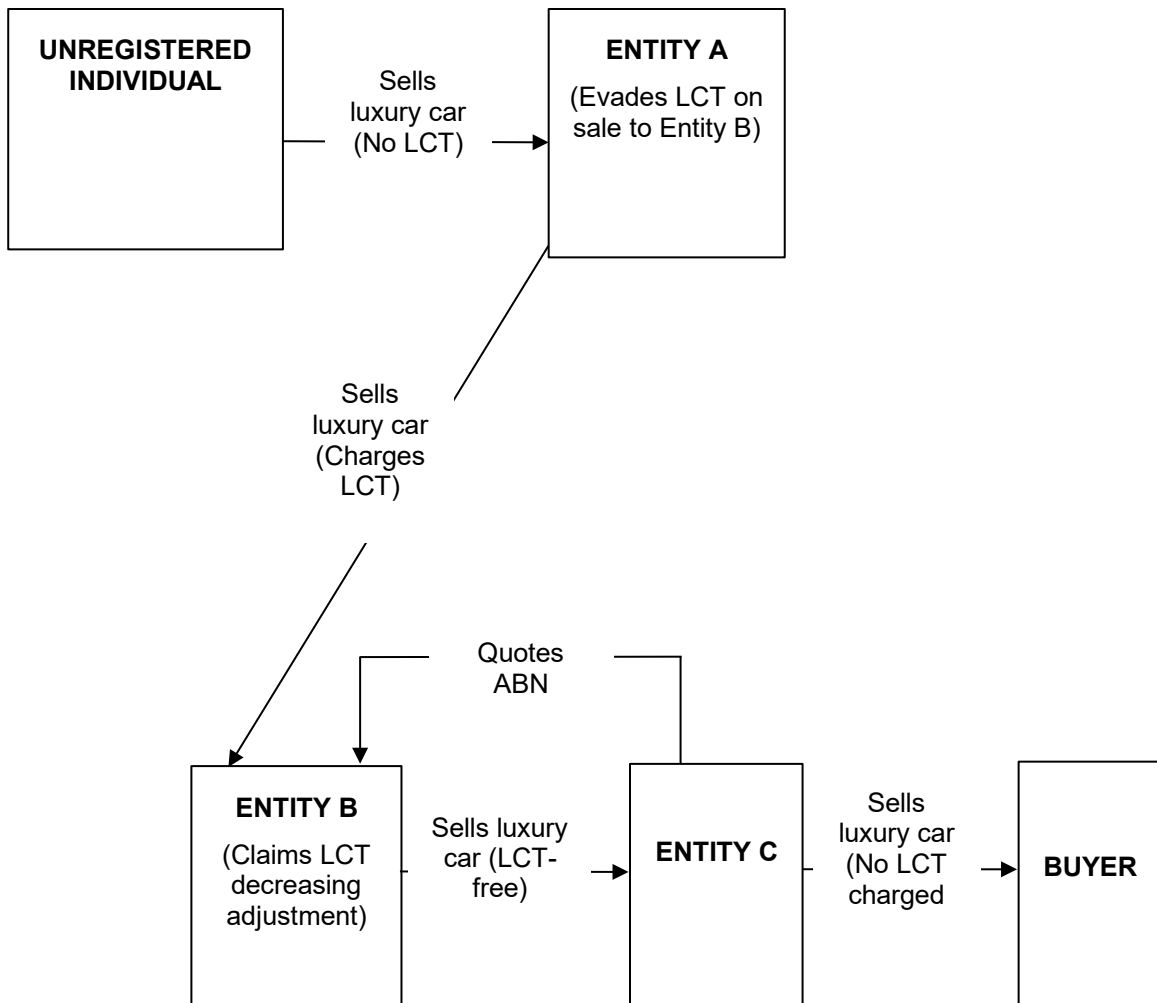 UNREGISTERED
INDIVIDUAL
Sells
luxury car
(No LCT)
ENTITY A
(Evades LCT on
sale to Entity B)
Sells
luxury car
(Charges
LCT)
Quotes
ABN
ENTITY B
(Claims LCT
decreasing
adjustment)
Sells luxury
car (LCT-
free)
ENTITY C
Sells
luxury car
(No LCT
charged
BUYER